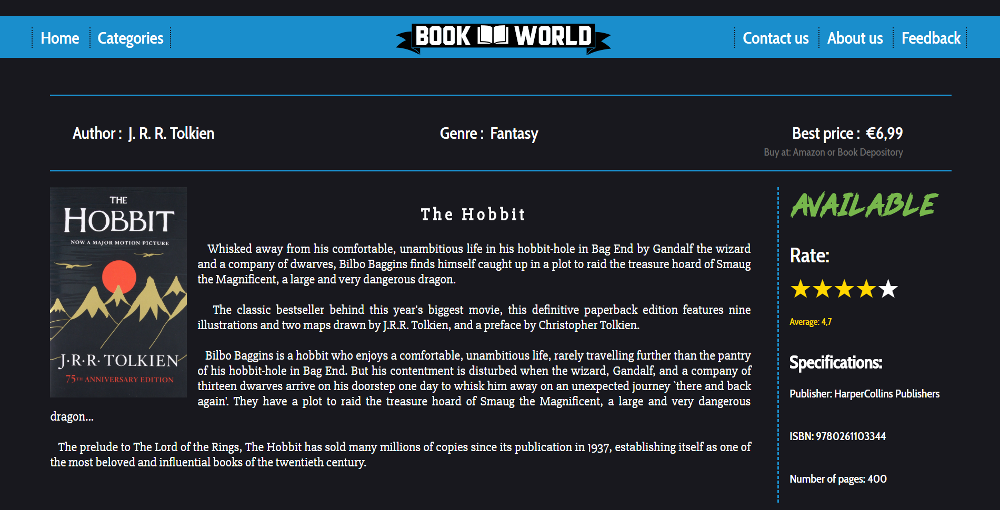 Home
Categories
BOOK WORLD
Contact us
About us
Feedback
Author : J. R. R. Tolkien
Genre : Fantasy
Best price : €6,99
Buy at: Amazon or Book Depository
THE
HOBBIT
NOW A MAJOR MOTION PICTURE
J·R·R· TOLKIEN
75TH ANNIVERSARY EDITION
The Hobbit
Whisked away from his comfortable, unambitious life in his hobbit-hole in Bag End by Gandalf the wizard
and a company of dwarves, Bilbo Baggins finds himself caught up in a plot to raid the treasure hoard of Smaug
the Magnificent, a large and very dangerous dragon.
The classic bestseller behind this year's biggest movie, this definitive paperback edition features nine
illustrations and two maps drawn by J.R.R. Tolkien, and a preface by Christopher Tolkien.
Bilbo Baggins is a hobbit who enjoys a comfortable, unambitious life, rarely travelling further than the pantry
of his hobbit-hole in Bag End. But his contentment is disturbed when the wizard, Gandalf, and a company of
thirteen dwarves arrive on his doorstep one day to whisk him away on an unexpected journey `there and back
again'. They have a plot to raid the treasure hoard of Smaug the Magnificent, a large and very dangerous
dragon...
The prelude to The Lord of the Rings, The Hobbit has sold many millions of copies since its publication in 1937, establishing itself as one of
the most beloved and influential books of the twentieth century.
AVAILABLE
Rate:
Average: 4,7
Specifications:
Publisher: HarperCollins Publishers
ISBN: 9780261103344
Number of pages: 400